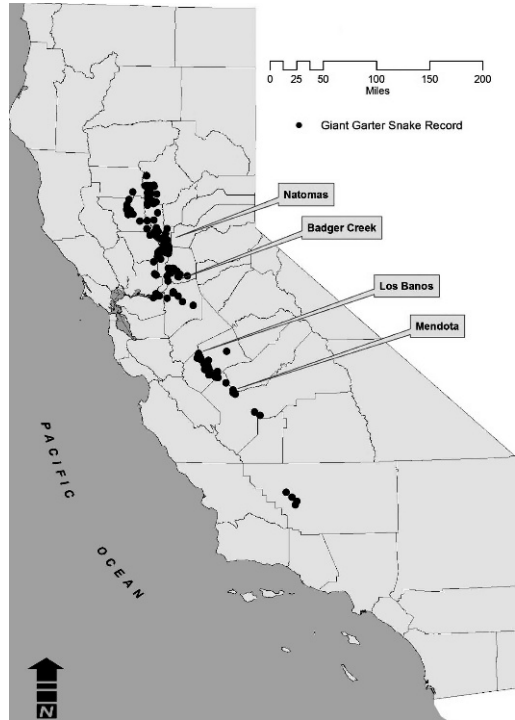 0 25 50 100 150 200
Miles
Giant Garter Snake Record
Natomas
Badger Creek
Los Banos
Mendota
PACIFIC
OCEAN
N